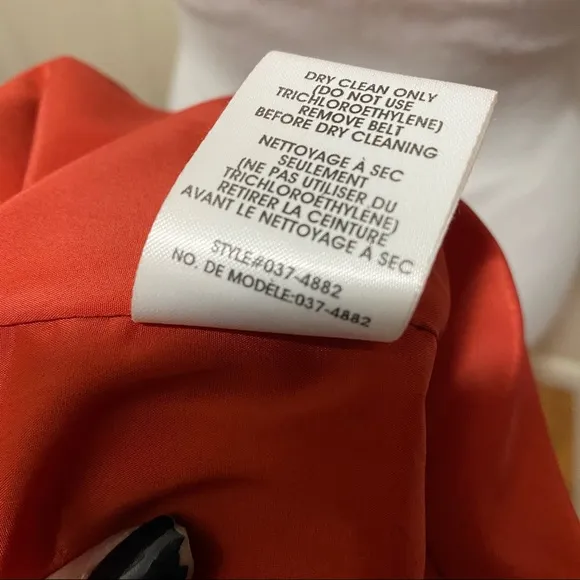 DRY CLEAN ONLY
(DO NOT USE
TRICHLOROETHYLENE)
REMOVE BELT
BEFORE DRY CLEANING
NETTOYAGE À SEC
SEULEMENT
(NE PAS UTILISER DU
TRICHLOROETHYLENE)
RETIRER LA CEINTURE
AVANT LE NETTOYAGE À SEC
STYLE#037-4882
NO. DE MODÈLE:037-4882